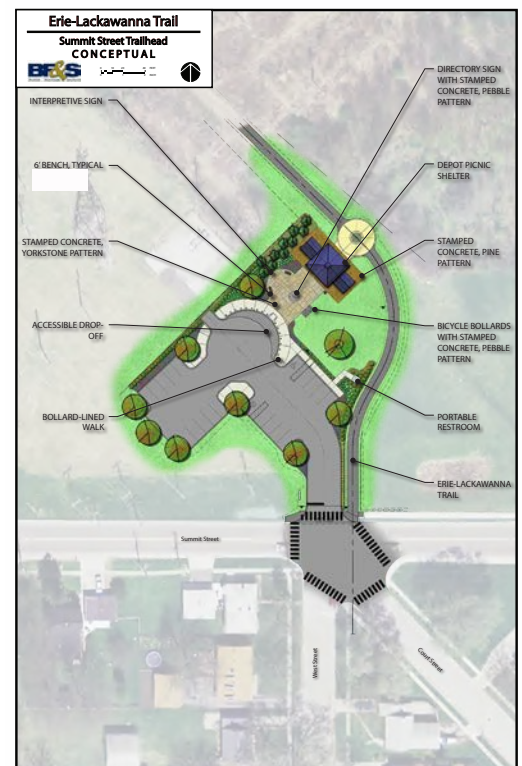 Erie-Lackawanna Trail
Summit Street Trailhead
CONCEPTUAL
BF&S
INTERPRETIVE SIGN
6' BENCH, TYPICAL
STAMPED CONCRETE,
YORKSTONE PATTERN
ACCESSIBLE DROP-
OFF
BOLLARD-LINED
WALK
DIRECTORY SIGN
WITH STAMPED
CONCRETE, PEBBLE
PATTERN
DEPOT PICNIC
SHELTER
STAMPED
CONCRETE, PINE
PATTERN
BICYCLE BOLLARDS
WITH STAMPED
CONCRETE, PEBBLE
PATTERN
PORTABLE
RESTROOM
ERIE-LACKAWANNA
TRAIL
Summit Street
West Street
Court Street